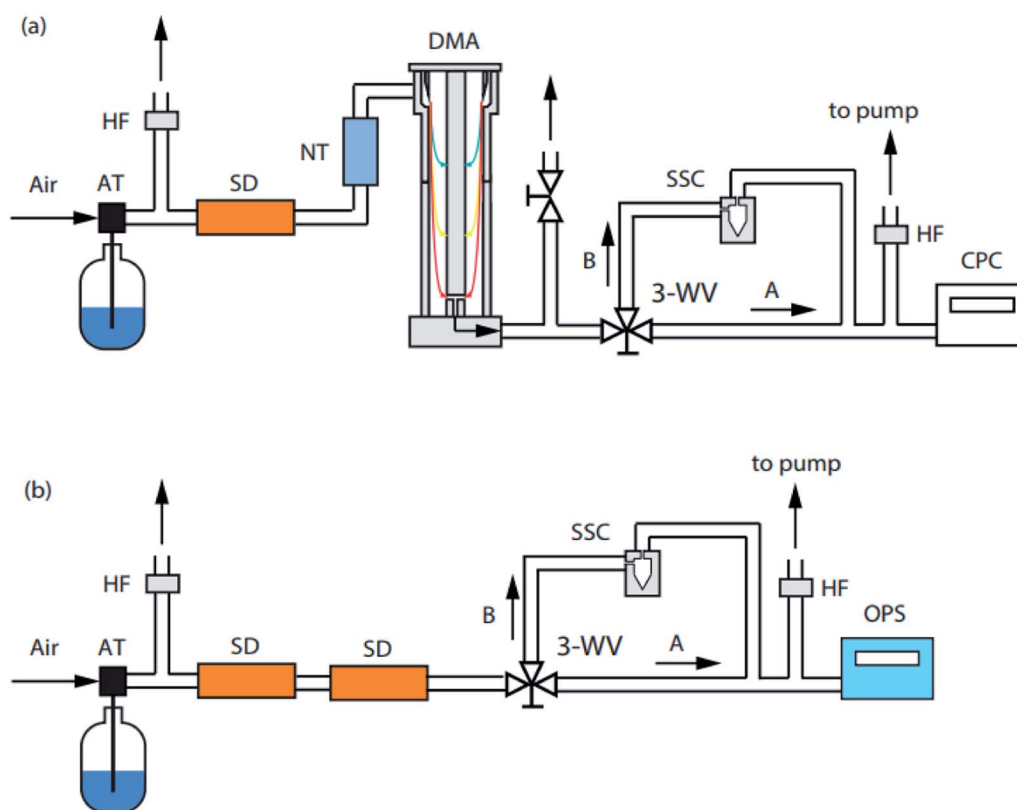 (a)
DMA
HF
to pump
NT
SSC
Air
AT
SD
HF
B
CPC
3-WV
A
to pump
(b)
SSC
HF
HF
B
OPS
Air
AT
SD
SD
3-WV
A